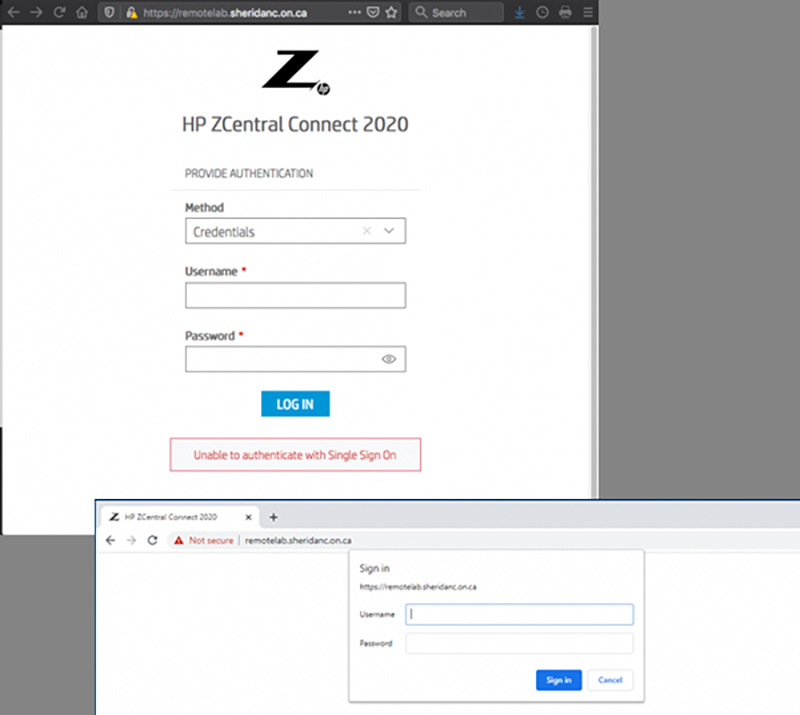 https://remotelab.sheridanc.on.ca
Search
Z
hp
HP ZCentral Connect 2020
PROVIDE AUTHENTICATION
Method
Credentials
Username *
Password *
LOG IN
Unable to authenticate with Single Sign On
HP ZCentral Connect 2020
Not secure | remotelab.sheridanc.on.ca
Sign in
https://remotelab.sheridanc.on.ca
Username
Password
Sign in Cancel